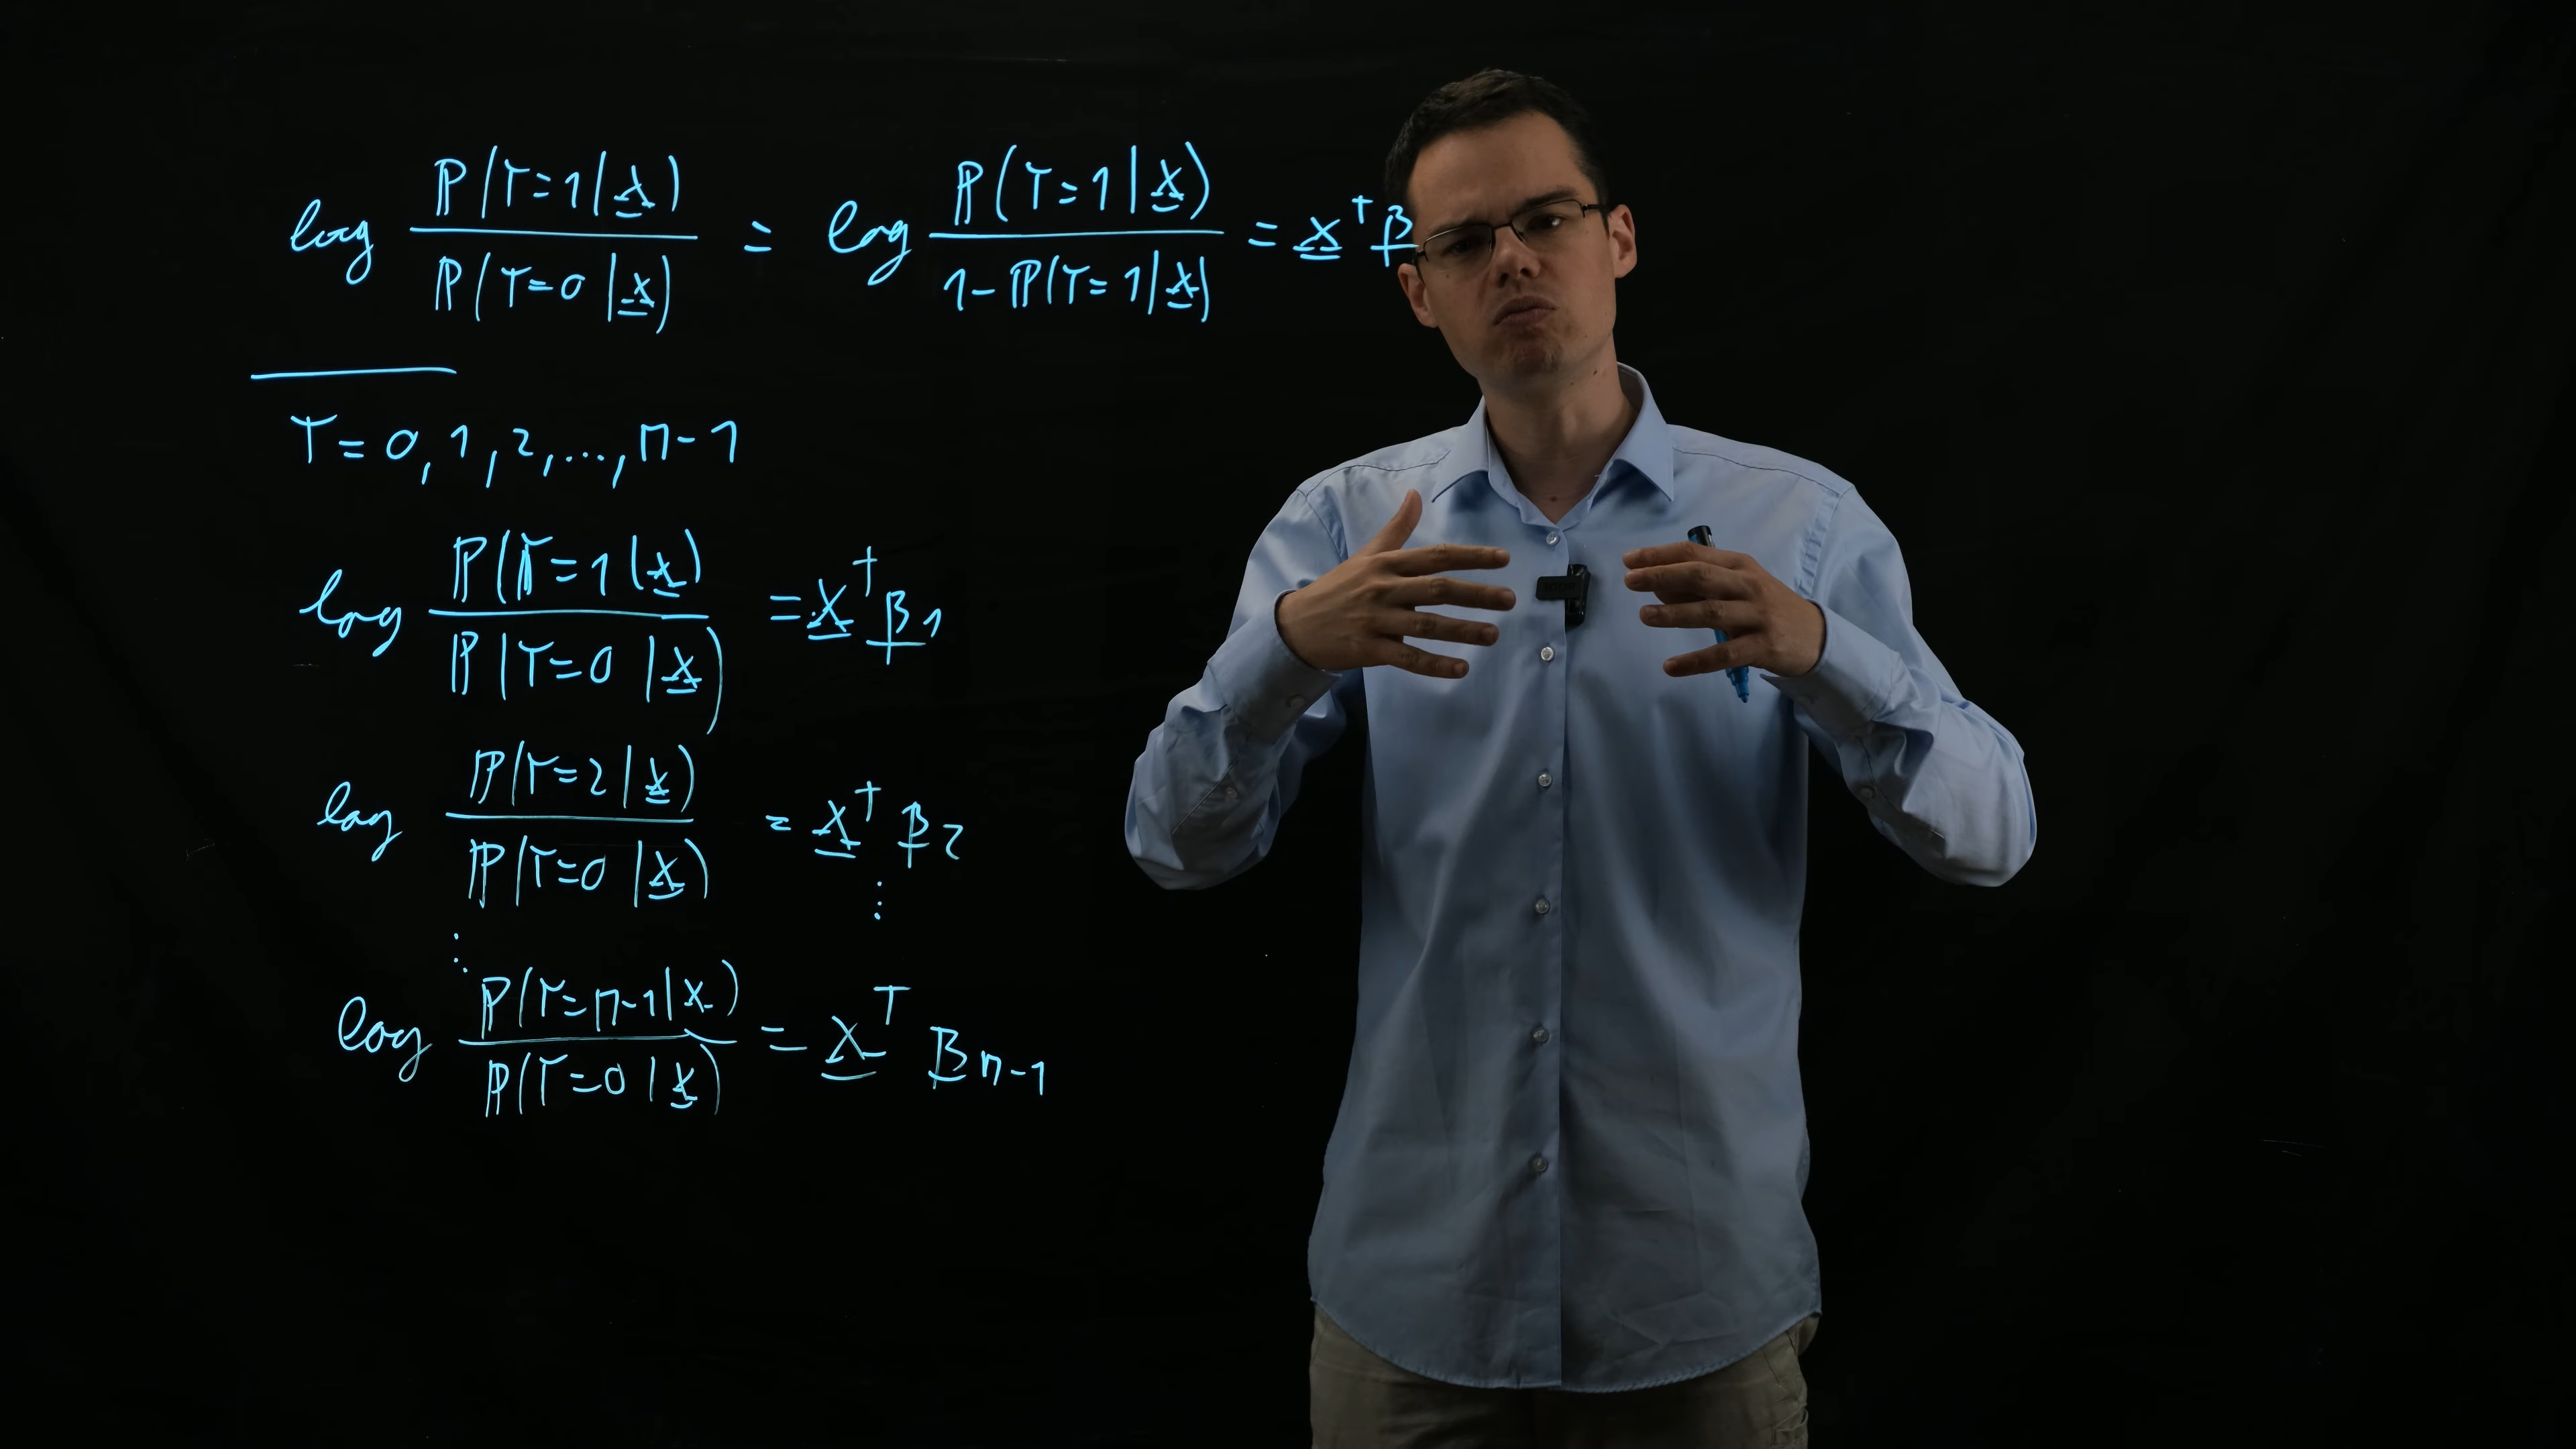 log P(T=1|X) / P(T=0|X) = log P(T=1|X) / 1-P(T=1|X) = X^T β
T=0,1,2,...,n-1
log P(T=1|X) / P(T=0|X) = X^T β1
log P(T=2|X) / P(T=0|X) = X^T β2
⋮ ⋮
log P(T=n-1|X) / P(T=0|X) = X^T βn-1